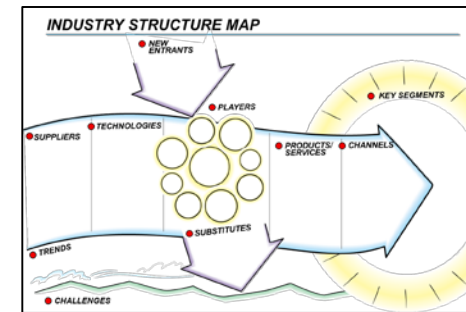 INDUSTRY STRUCTURE MAP
NEW
ENTRANTS
KEY SEGMENTS
PLAYERS
TECHNOLOGIES
SUPPLIERS
PRODUCTS/
SERVICES
CHANNELS
SUBSTITUTES
TRENDS
CHALLENGES